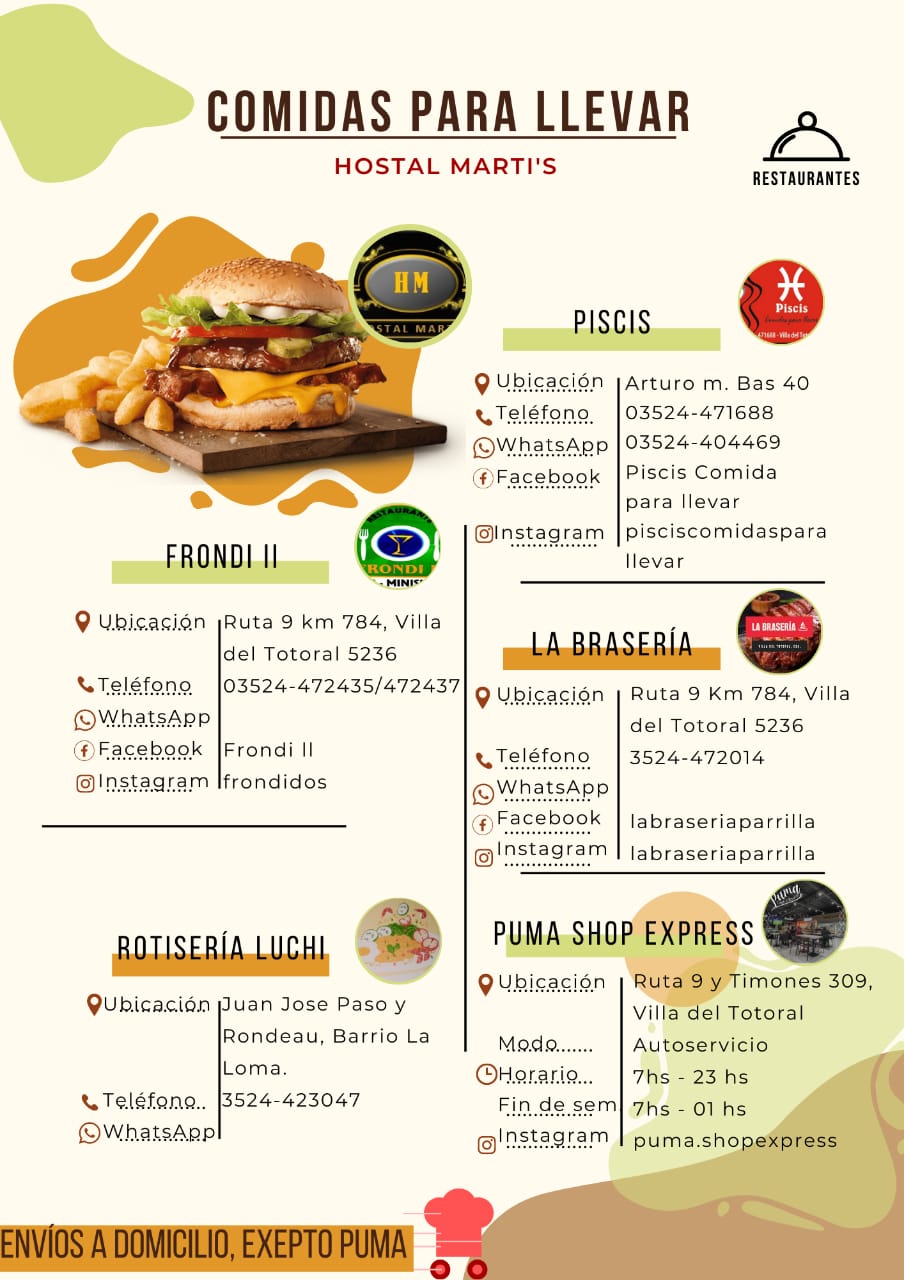 COMIDAS PARA LLEVAR
HOSTAL MARTI'S
RESTAURANTES
HM
PISCIS
Piscis
Ubicación Arturo m. Bas 40
Teléfono 03524-471688
WhatsApp 03524-404469
Facebook Piscis Comida
para llevar
Instagram pisciscomidaspara
llevar
FRONDI II
Ubicación Ruta 9 km 784, Villa
del Totoral 5236
Teléfono 03524-472435/472437
WhatsApp
Facebook Frondi ll
Instagram frondidos
LA BRASERÍA
LA BRASERÍA
Ubicación Ruta 9 Km 784, Villa
del Totoral 5236
Teléfono 3524-472014
WhatsApp
Facebook labraseriaparrilla
Instagram labraseriaparrilla
ROTISERÍA LUCHI
Ubicación Juan Jose Paso y
Rondeau, Barrio La
Loma.
Teléfono 3524-423047
WhatsApp
PUMA SHOP EXPRESS
Puma
Ubicación Ruta 9 y Timones 309,
Villa del Totoral
Modo Autoservicio
Horario 7hs - 23 hs
Fin de sem. 7hs - 01 hs
Instagram puma.shopexpress
ENVÍOS A DOMICILIO, EXEPTO PUMA